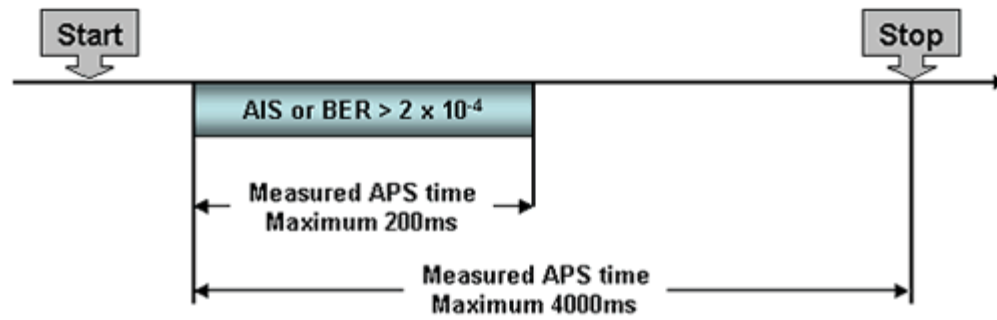 Start
Stop
AIS or BER > 2 x 10⁻⁴
Measured APS time
Maximum 200ms
Measured APS time
Maximum 4000ms